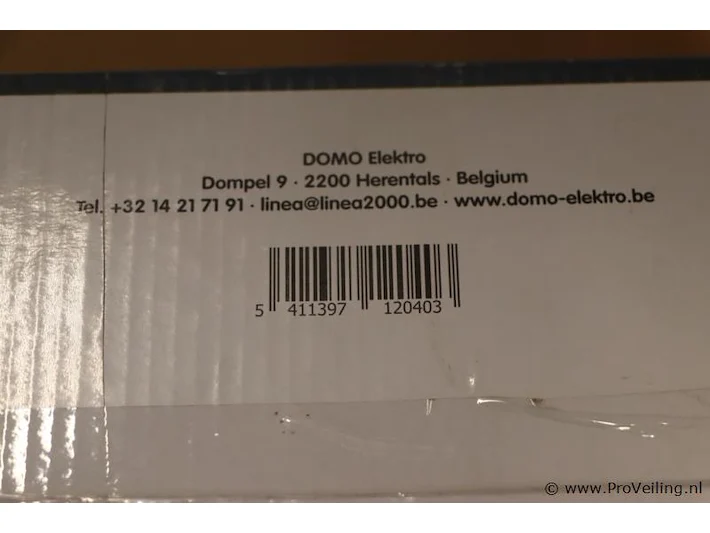 DOMO Elektro
Dompel 9 · 2200 Herentals · Belgium
Tel. +32 14 21 71 91 · linea@linea2000.be · www.domo-elektro.be
5 411397 120403
© www.ProVeiling.nl